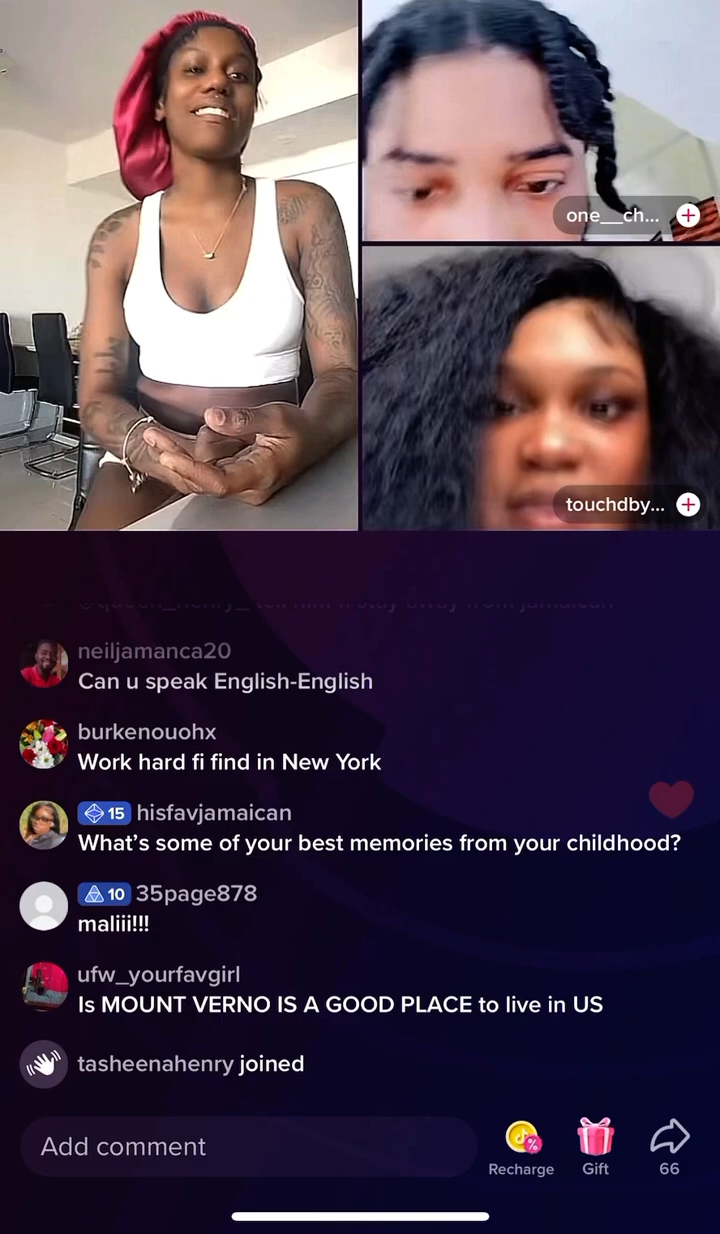 one__ch...
touchdby...
neiljamanca20
Can u speak English-English
burkenouohx
Work hard fi find in New York
15 hisfavjamaican
What’s some of your best memories from your childhood?
10 35page878
maliii!!!
ufw_yourfavgirl
Is MOUNT VERNO IS A GOOD PLACE to live in US
tasheenahenry joined
Add comment
Recharge
Gift
66